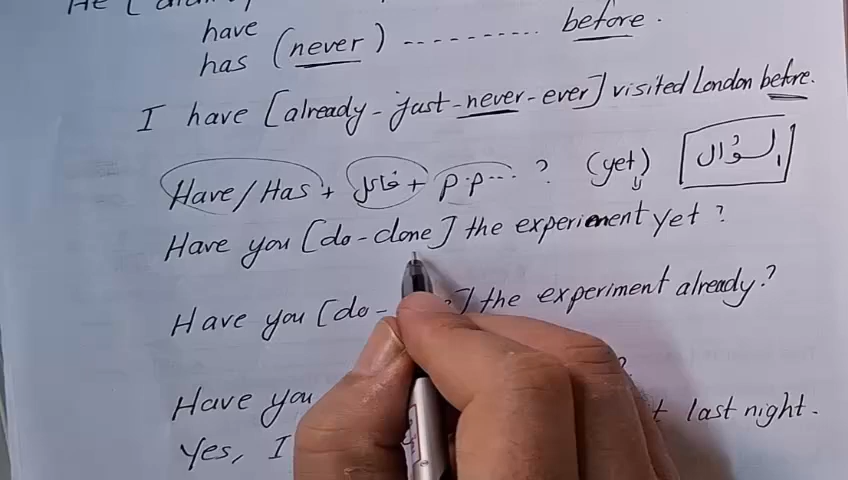 He [
have
has (never) ---------- before.
I have [already - just - never - ever] visited London before.
Have/Has + فاعل + p.p... ? (yet) السؤال
Have you [do - done] the experiment yet ?
Have you [do - ] the experiment already?
Have you ?
Yes, I t last night.